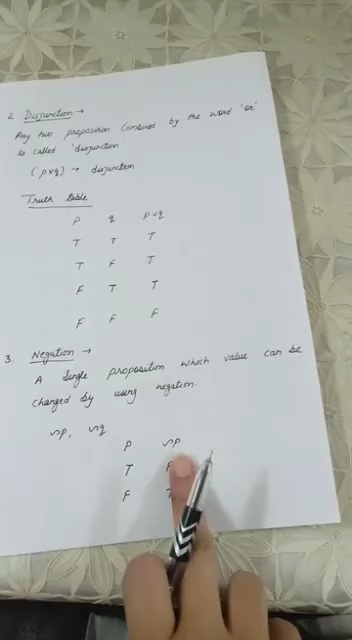 2. Disjunction →
Any two proposition combined by the word 'or'
is called 'disjunction
( p v q ) → disjunction
Truth table
P q p v q
T T T
T F T
F T T
F F F
3. Negation →
A Single proposition which value can be
changed by using negation.
~p, ~q
P ~p
T F
F T